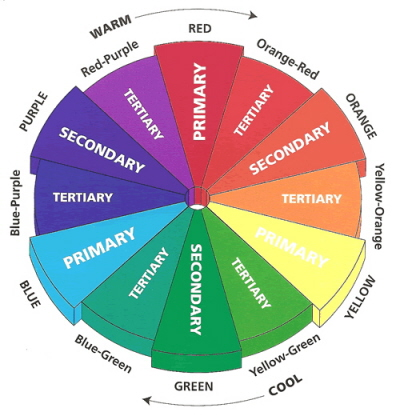 WARM
RED
Orange-Red
ORANGE
Yellow-Orange
YELLOW
Yellow-Green
COOL
GREEN
Blue-Green
BLUE
Blue-Purple
PURPLE
Red-Purple
PRIMARY
TERTIARY
SECONDARY
TERTIARY
PRIMARY
TERTIARY
SECONDARY
TERTIARY
PRIMARY
TERTIARY
SECONDARY
TERTIARY